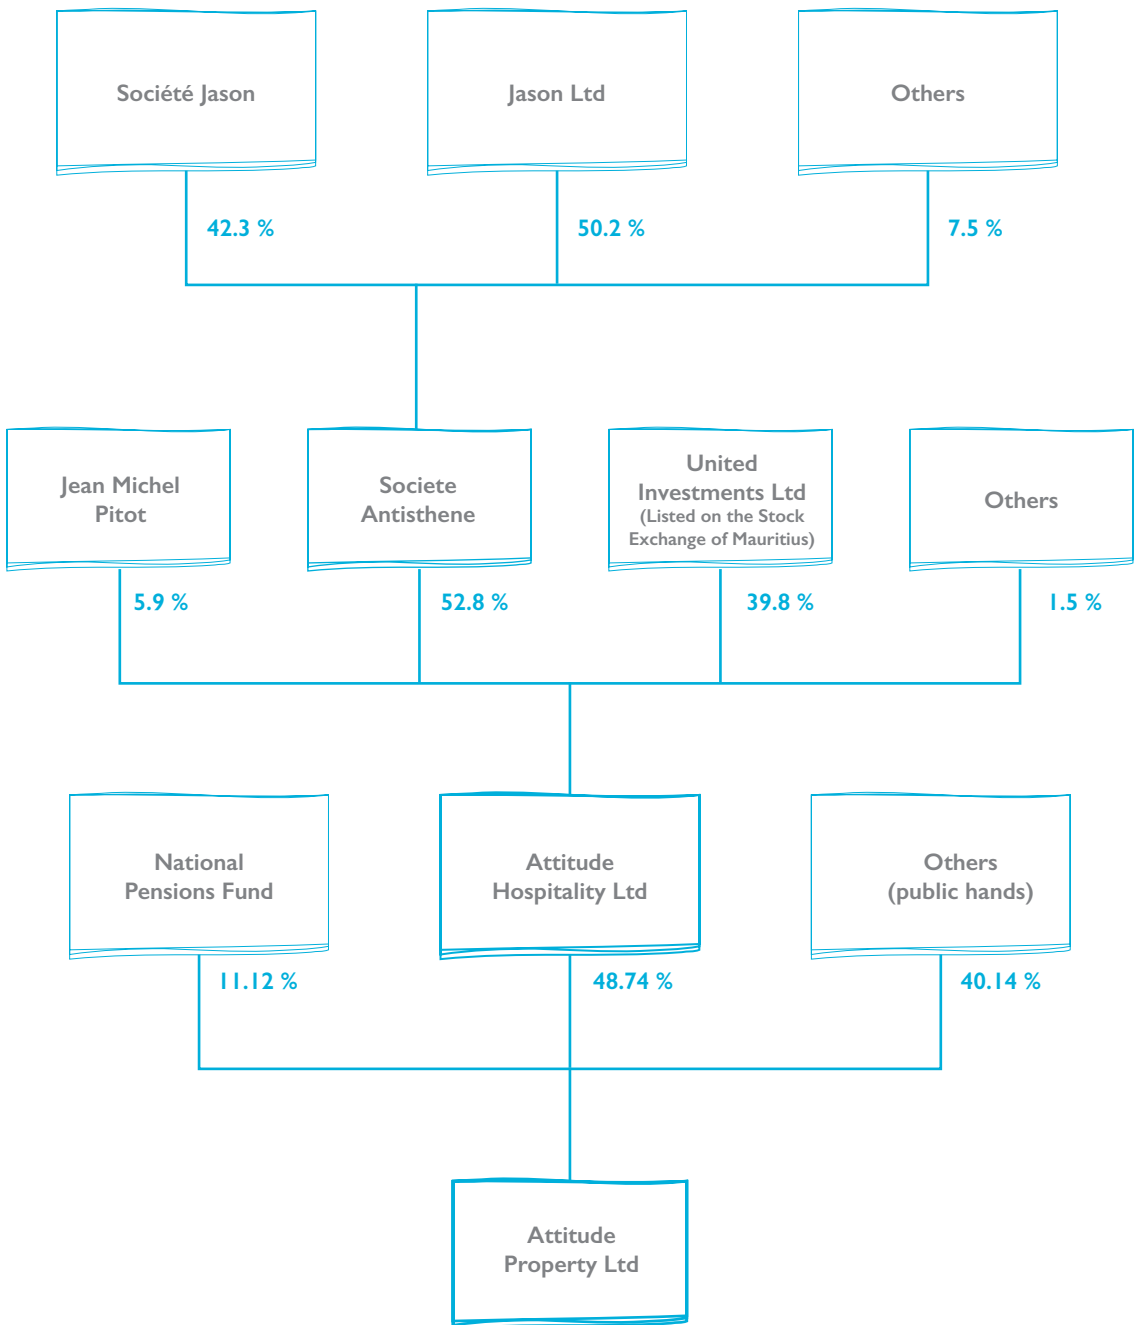 Société Jason
Jason Ltd
Others
42.3 %
50.2 %
7.5 %
Jean Michel
Pitot
Societe
Antisthene
United
Investments Ltd
(Listed on the Stock
Exchange of Mauritius)
Others
5.9 %
52.8 %
39.8 %
1.5 %
National
Pensions Fund
Attitude
Hospitality Ltd
Others
(public hands)
11.12 %
48.74 %
40.14 %
Attitude
Property Ltd